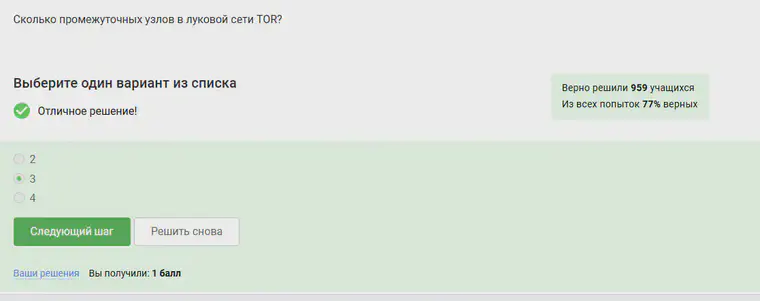 Сколько промежуточных узлов в луковой сети TOR?
Выберите один вариант из списка
Отличное решение!
Верно решили 959 учащихся
Из всех попыток 77% верных
2
3
4
Следующий шаг
Решить снова
Ваши решения
Вы получили: 1 балл